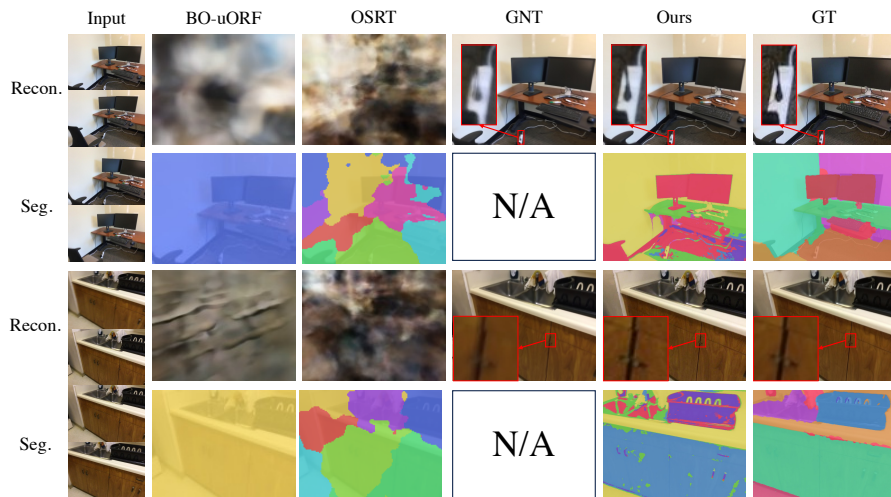 Input BO-uORF OSRT GNT Ours GT
Recon.
Seg. N/A
Recon.
Seg. N/A